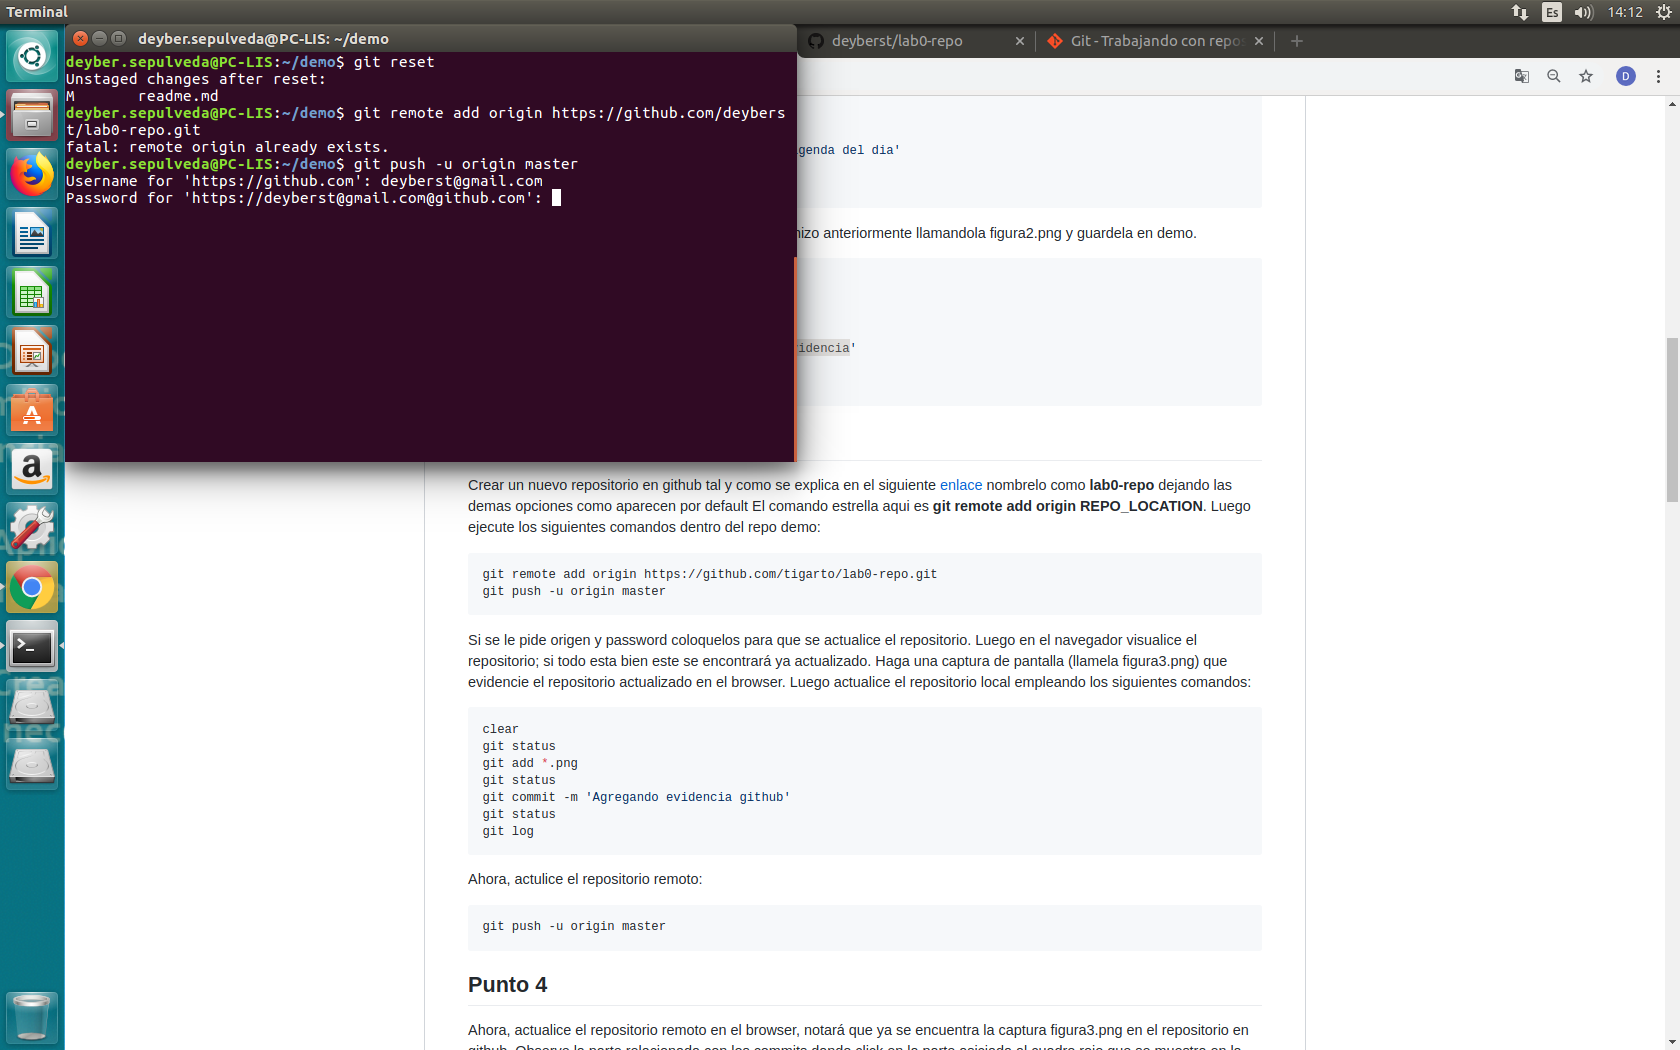 Terminal
Es
14:12
deyber.sepulveda@PC-LIS: ~/demo
deyberst/lab0-repo
Git - Trabajando con repos
D
deyber.sepulveda@PC-LIS:~/demo$ git reset
Unstaged changes after reset:
M       readme.md
deyber.sepulveda@PC-LIS:~/demo$ git remote add origin https://github.com/deybers
t/lab0-repo.git
fatal: remote origin already exists.
deyber.sepulveda@PC-LIS:~/demo$ git push -u origin master
Username for 'https://github.com': deyberst@gmail.com
Password for 'https://deyberst@gmail.com@github.com':
genda del dia'
izo anteriormente llamandola figura2.png y guardela en demo.
idencia'
Crear un nuevo repositorio en github tal y como se explica en el siguiente enlace nombrelo como lab0-repo dejando las
demas opciones como aparecen por default El comando estrella aqui es git remote add origin REPO_LOCATION. Luego
ejecute los siguientes comandos dentro del repo demo:
git remote add origin https://github.com/tigarto/lab0-repo.git
git push -u origin master
Si se le pide origen y password coloquelos para que se actualice el repositorio. Luego en el navegador visualice el
repositorio; si todo esta bien este se encontrará ya actualizado. Haga una captura de pantalla (llamela figura3.png) que
evidencie el repositorio actualizado en el browser. Luego actualice el repositorio local empleando los siguientes comandos:
clear
git status
git add *.png
git status
git commit -m 'Agregando evidencia github'
git status
git log
Ahora, actulice el repositorio remoto:
git push -u origin master
Punto 4
Ahora, actualice el repositorio remoto en el browser, notará que ya se encuentra la captura figura3.png en el repositorio en